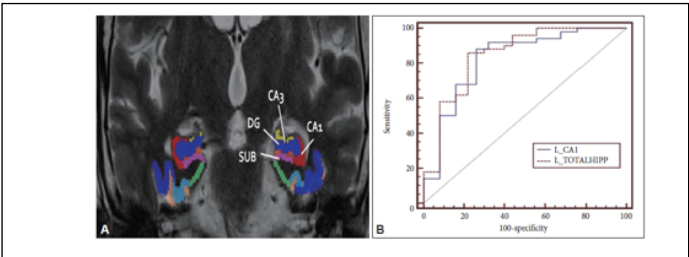 CA3
DG
CA1
SUB
A
Sensitivity
100
80
60
40
20
0
L_CA1
L_TOTALHIPP
0 20 40 60 80 100
100-specificity
B